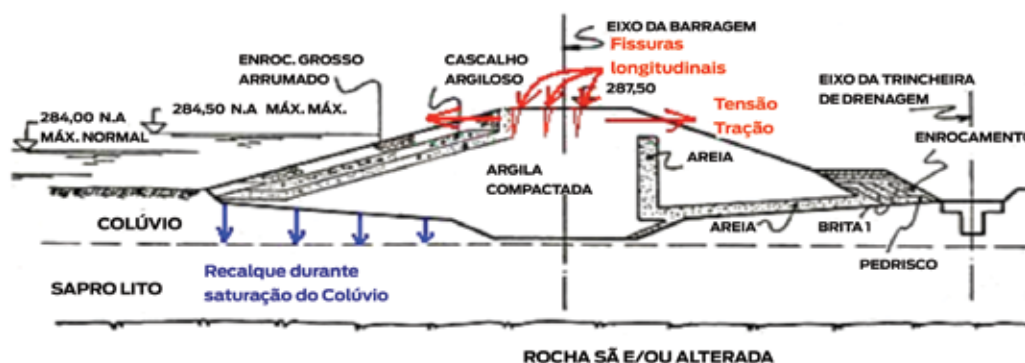 EIXO DA BARRAGEM
Fissuras
longitudinais
287,50
ENROC. GROSSO
ARRUMADO
CASCALHO
ARGILOSO
EIXO DA TRINCHEIRA
DE DRENAGEM
284,00 N.A
MÁX. NORMAL
284,50 N.A MÁX. MÁX.
Tensão
Tração
ENROCAMENTO
AREIA
ARGILA
COMPACTADA
COLÚVIO
AREIA
BRITA 1
PEDRISCO
Recalque durante
saturação do Colúvio
SAPRO LITO
ROCHA SÃ E/OU ALTERADA